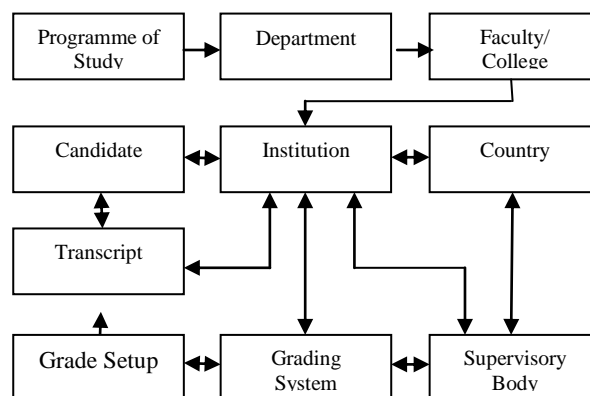 Programme of
Study
Department
Faculty/
College
Candidate
Institution
Country
Transcript
Grade Setup
Grading
System
Supervisory
Body